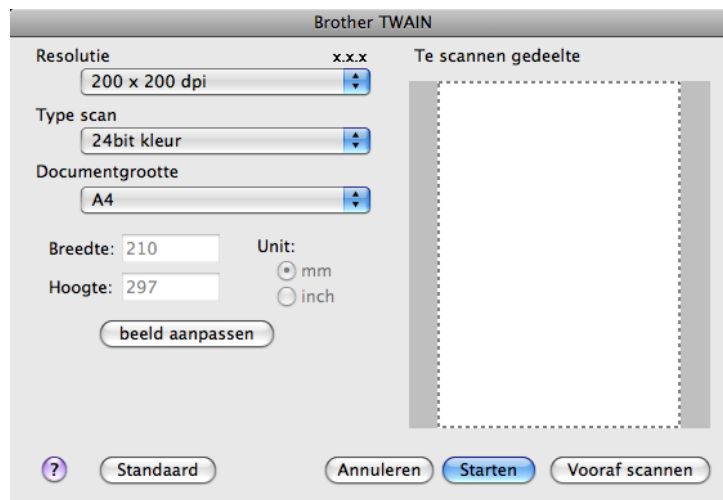 Brother TWAIN
Resolutie x.x.x
200 x 200 dpi
Type scan
24bit kleur
Documentgrootte
A4
Breedte: 210
Hoogte: 297
Unit:
mm
inch
beeld aanpassen
Te scannen gedeelte
? Standaard Annuleren Starten Vooraf scannen